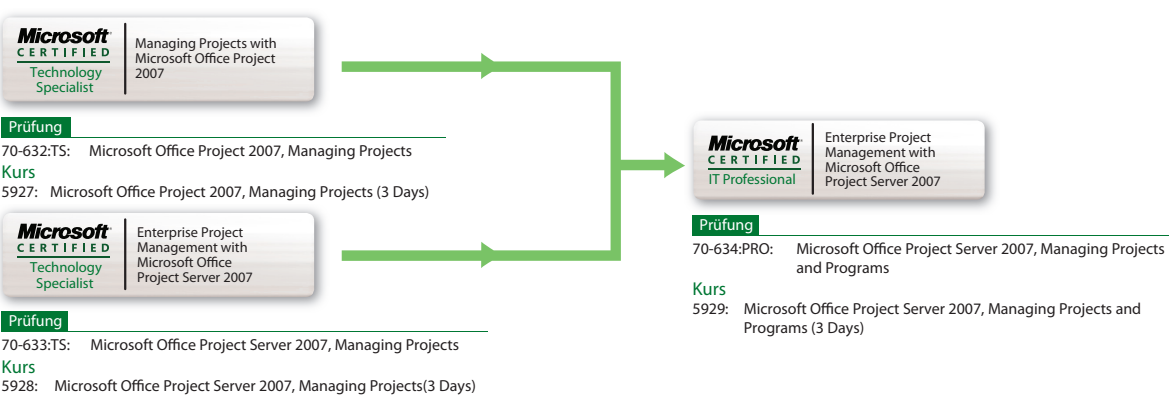 Microsoft
CERTIFIED
Technology
Specialist
Managing Projects with
Microsoft Office Project
2007
Prüfung
70-632:TS: Microsoft Office Project 2007, Managing Projects
Kurs
5927: Microsoft Office Project 2007, Managing Projects (3 Days)
Microsoft
CERTIFIED
Technology
Specialist
Enterprise Project
Management with
Microsoft Office
Project Server 2007
Prüfung
70-633:TS: Microsoft Office Project Server 2007, Managing Projects
Kurs
5928: Microsoft Office Project Server 2007, Managing Projects(3 Days)
Microsoft
CERTIFIED
IT Professional
Enterprise Project
Management with
Microsoft Office
Project Server 2007
Prüfung
70-634:PRO: Microsoft Office Project Server 2007, Managing Projects
and Programs
Kurs
5929: Microsoft Office Project Server 2007, Managing Projects and
Programs (3 Days)